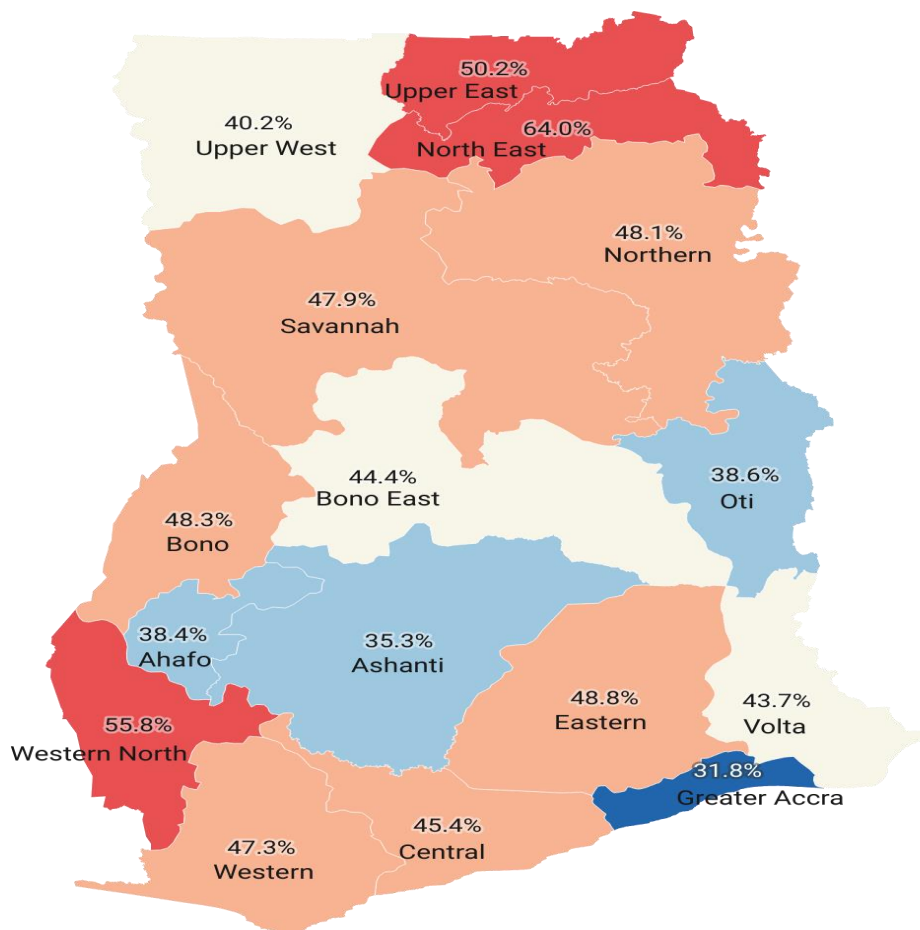 50.2%
Upper East
40.2%
Upper West
64.0%
North East
48.1%
Northern
47.9%
Savannah
44.4%
Bono East
38.6%
Oti
48.3%
Bono
38.4%
Ahafo
35.3%
Ashanti
48.8%
Eastern
43.7%
Volta
55.8%
Western North
31.8%
Greater Accra
45.4%
Central
47.3%
Western